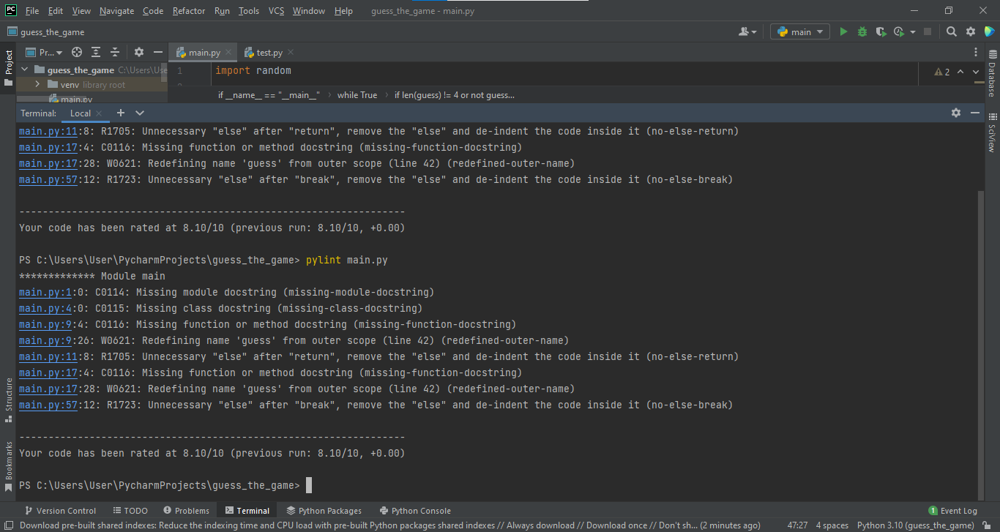 PC File Edit View Navigate Code Refactor Run Tools VCS Window Help guess_the_game - main.py
guess_the_game main
Project Pr... main.py test.py
guess_the_game C:\Users\Use 1 import random 2
venv library root
main.py if __name__ == "__main__" > while True > if len(guess) != 4 or not guess...
Database
SciView
Terminal: Local
main.py:11:8: R1705: Unnecessary "else" after "return", remove the "else" and de-indent the code inside it (no-else-return)
main.py:17:4: C0116: Missing function or method docstring (missing-function-docstring)
main.py:17:28: W0621: Redefining name 'guess' from outer scope (line 42) (redefined-outer-name)
main.py:57:12: R1723: Unnecessary "else" after "break", remove the "else" and de-indent the code inside it (no-else-break)
------------------------------------------------------------------
Your code has been rated at 8.10/10 (previous run: 8.10/10, +0.00)
PS C:\Users\User\PycharmProjects\guess_the_game> pylint main.py
************* Module main
main.py:1:0: C0114: Missing module docstring (missing-module-docstring)
main.py:4:0: C0115: Missing class docstring (missing-class-docstring)
main.py:9:4: C0116: Missing function or method docstring (missing-function-docstring)
main.py:9:26: W0621: Redefining name 'guess' from outer scope (line 42) (redefined-outer-name)
main.py:11:8: R1705: Unnecessary "else" after "return", remove the "else" and de-indent the code inside it (no-else-return)
main.py:17:4: C0116: Missing function or method docstring (missing-function-docstring)
main.py:17:28: W0621: Redefining name 'guess' from outer scope (line 42) (redefined-outer-name)
main.py:57:12: R1723: Unnecessary "else" after "break", remove the "else" and de-indent the code inside it (no-else-break)
------------------------------------------------------------------
Your code has been rated at 8.10/10 (previous run: 8.10/10, +0.00)
PS C:\Users\User\PycharmProjects\guess_the_game>
Structure
Bookmarks
Version Control TODO Problems Terminal Python Packages Python Console 1 Event Log
Download pre-built shared indexes: Reduce the indexing time and CPU load with pre-built Python packages shared indexes // Always download // Download once // Don't sh... (2 minutes ago) 47:27 4 spaces Python 3.10 (guess_the_game)